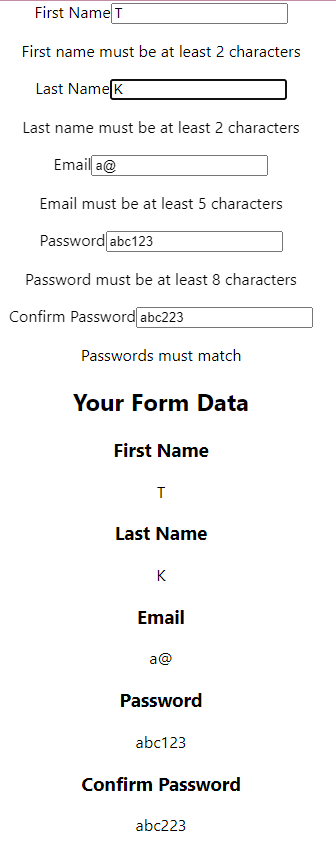 First Name T
First name must be at least 2 characters
Last Name K
Last name must be at least 2 characters
Email a@
Email must be at least 5 characters
Password abc123
Password must be at least 8 characters
Confirm Password abc223
Passwords must match
Your Form Data
First Name
T
Last Name
K
Email
a@
Password
abc123
Confirm Password
abc223